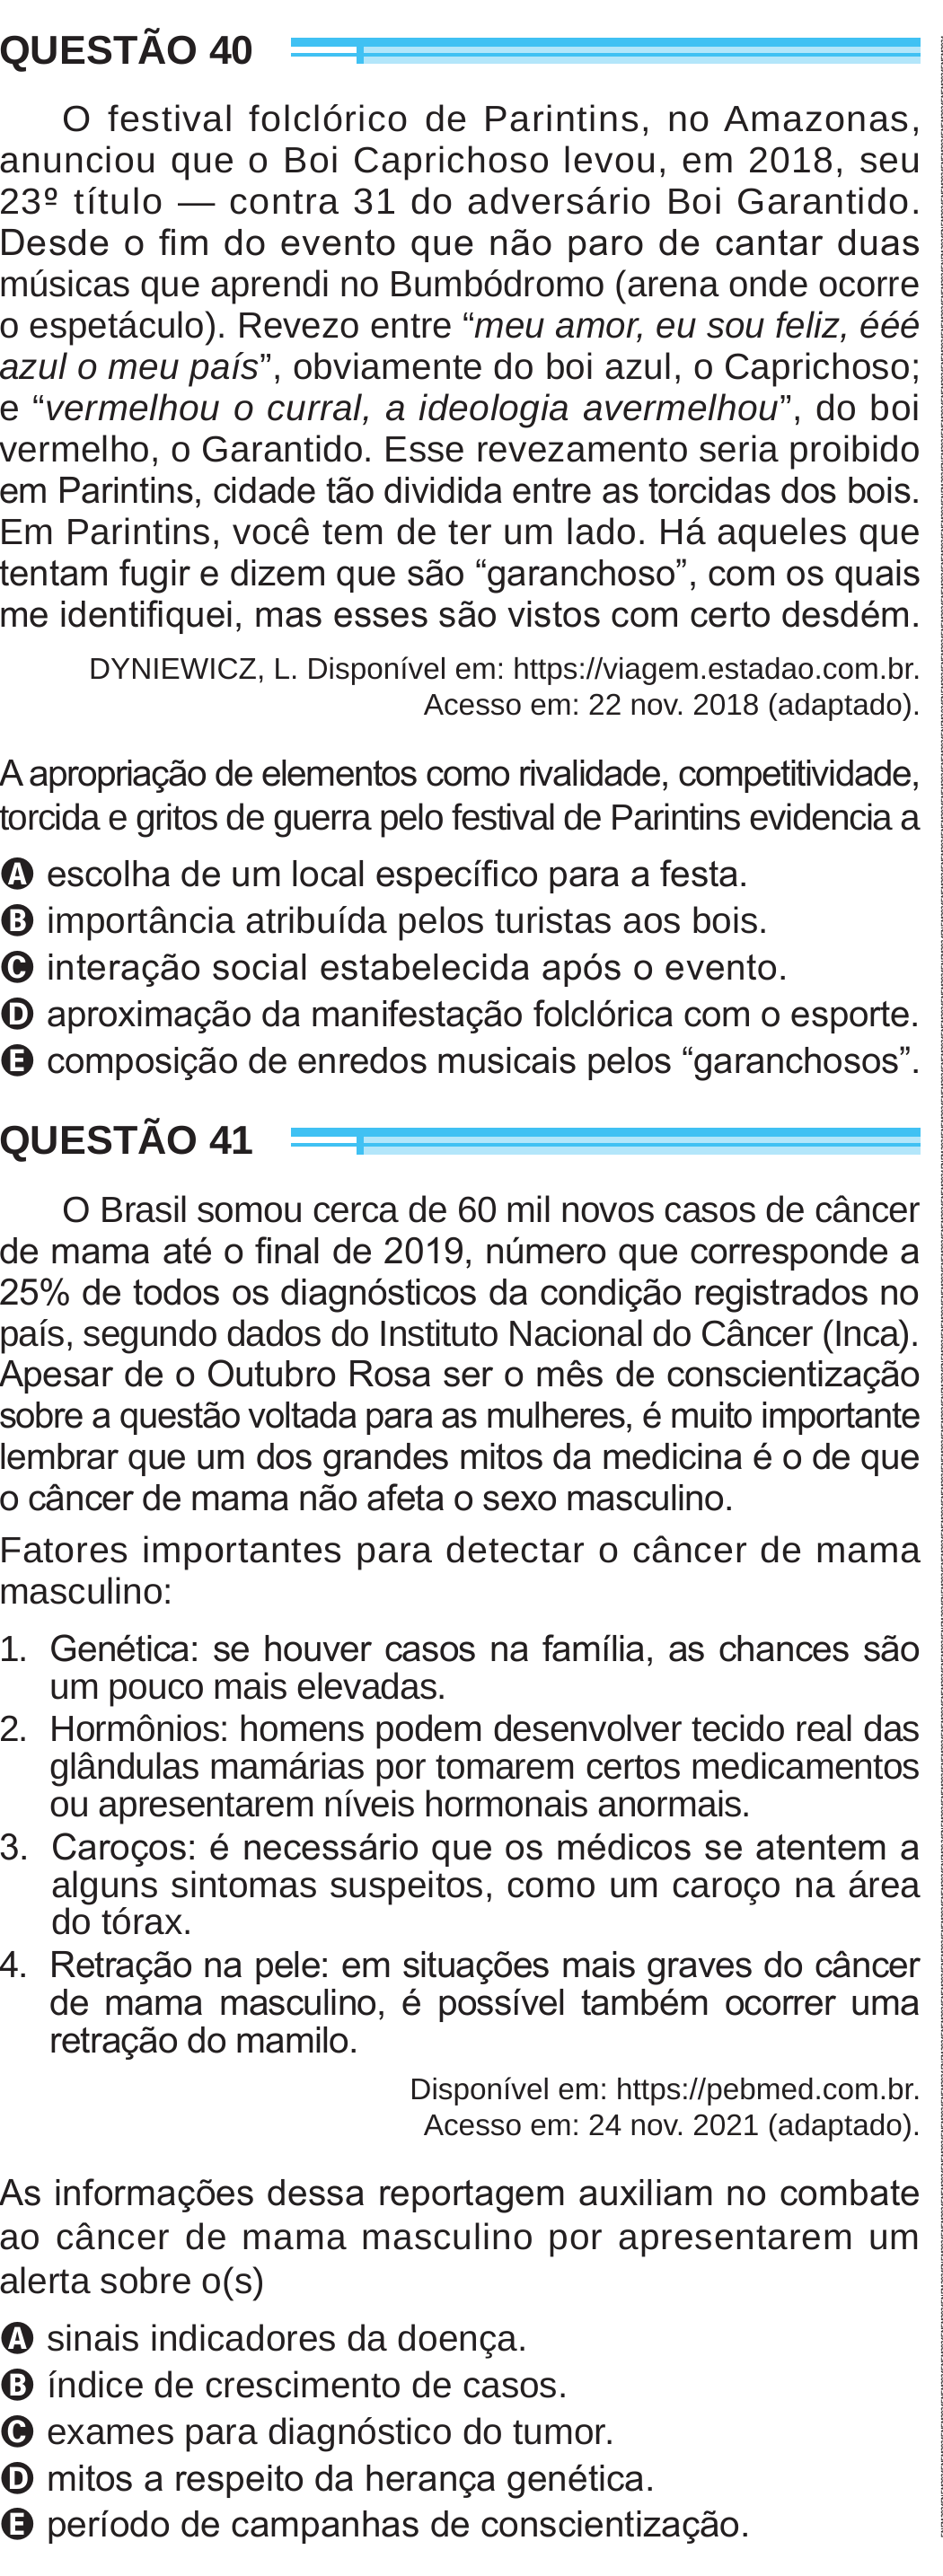 QUESTÃO 40
O festival folclórico de Parintins, no Amazonas,
anunciou que o Boi Caprichoso levou, em 2018, seu
23º título — contra 31 do adversário Boi Garantido.
Desde o fim do evento que não paro de cantar duas
músicas que aprendi no Bumbódromo (arena onde ocorre
o espetáculo). Revezo entre “meu amor, eu sou feliz, ééé
azul o meu país”, obviamente do boi azul, o Caprichoso;
e “vermelhou o curral, a ideologia avermelhou”, do boi
vermelho, o Garantido. Esse revezamento seria proibido
em Parintins, cidade tão dividida entre as torcidas dos bois.
Em Parintins, você tem de ter um lado. Há aqueles que
tentam fugir e dizem que são “garanchoso”, com os quais
me identifiquei, mas esses são vistos com certo desdém.
DYNIEWICZ, L. Disponível em: https://viagem.estadao.com.br.
Acesso em: 22 nov. 2018 (adaptado).
A apropriação de elementos como rivalidade, competitividade,
torcida e gritos de guerra pelo festival de Parintins evidencia a
A escolha de um local específico para a festa.
B importância atribuída pelos turistas aos bois.
C interação social estabelecida após o evento.
D aproximação da manifestação folclórica com o esporte.
E composição de enredos musicais pelos “garanchosos”.
QUESTÃO 41
O Brasil somou cerca de 60 mil novos casos de câncer
de mama até o final de 2019, número que corresponde a
25% de todos os diagnósticos da condição registrados no
país, segundo dados do Instituto Nacional do Câncer (Inca).
Apesar de o Outubro Rosa ser o mês de conscientização
sobre a questão voltada para as mulheres, é muito importante
lembrar que um dos grandes mitos da medicina é o de que
o câncer de mama não afeta o sexo masculino.
Fatores importantes para detectar o câncer de mama
masculino:
1. Genética: se houver casos na família, as chances são
um pouco mais elevadas.
2. Hormônios: homens podem desenvolver tecido real das
glândulas mamárias por tomarem certos medicamentos
ou apresentarem níveis hormonais anormais.
3. Caroços: é necessário que os médicos se atentem a
alguns sintomas suspeitos, como um caroço na área
do tórax.
4. Retração na pele: em situações mais graves do câncer
de mama masculino, é possível também ocorrer uma
retração do mamilo.
Disponível em: https://pebmed.com.br.
Acesso em: 24 nov. 2021 (adaptado).
As informações dessa reportagem auxiliam no combate
ao câncer de mama masculino por apresentarem um
alerta sobre o(s)
A sinais indicadores da doença.
B índice de crescimento de casos.
C exames para diagnóstico do tumor.
D mitos a respeito da herança genética.
E período de campanhas de conscientização.